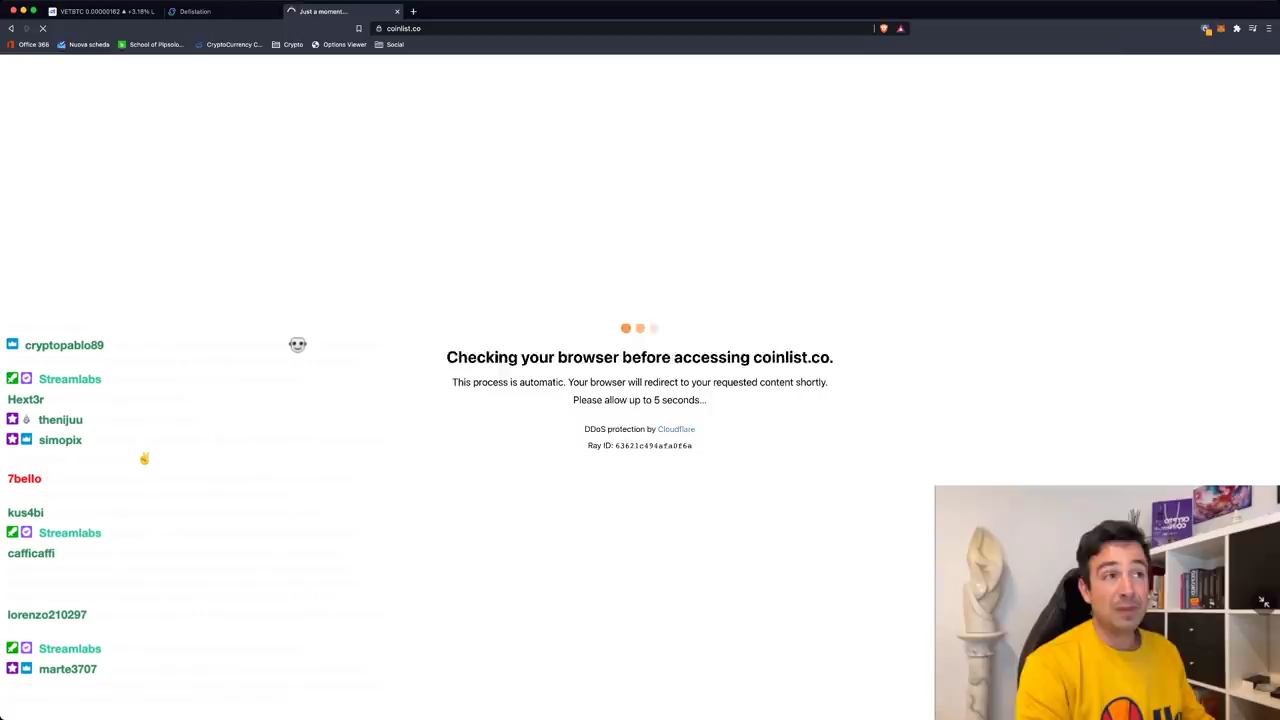 VETBTC 0.00000162 ▲ +3.18% L
Defistation
Just a moment...
coinlist.co
Office 365
Nuova scheda
School of Pipsolo...
CryptoCurrency C...
Crypto
Options Viewer
Social
Checking your browser before accessing coinlist.co.
This process is automatic. Your browser will redirect to your requested content shortly.
Please allow up to 5 seconds...
DDoS protection by Cloudflare
Ray ID: 63621c494afa0f6a
cryptopablo89
Streamlabs
Hext3r
thenijuu
simopix
7bello
kus4bi
Streamlabs
cafficaffi
lorenzo210297
Streamlabs
marte3707